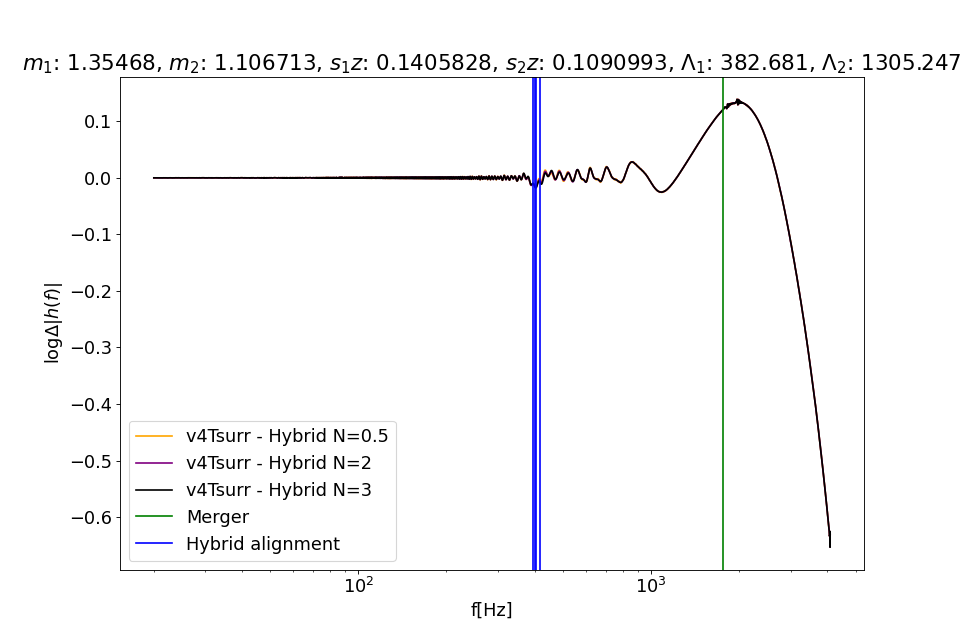 m₁: 1.35468, m₂: 1.106713, s₁z: 0.1405828, s₂z: 0.1090993, Λ₁: 382.681, Λ₂: 1305.247
0.1
0.0
−0.1
−0.2
−0.3
−0.4
−0.5
−0.6
logΔ|h(f)|
v4Tsurr - Hybrid N=0.5
v4Tsurr - Hybrid N=2
v4Tsurr - Hybrid N=3
Merger
Hybrid alignment
10² 10³
f[Hz]